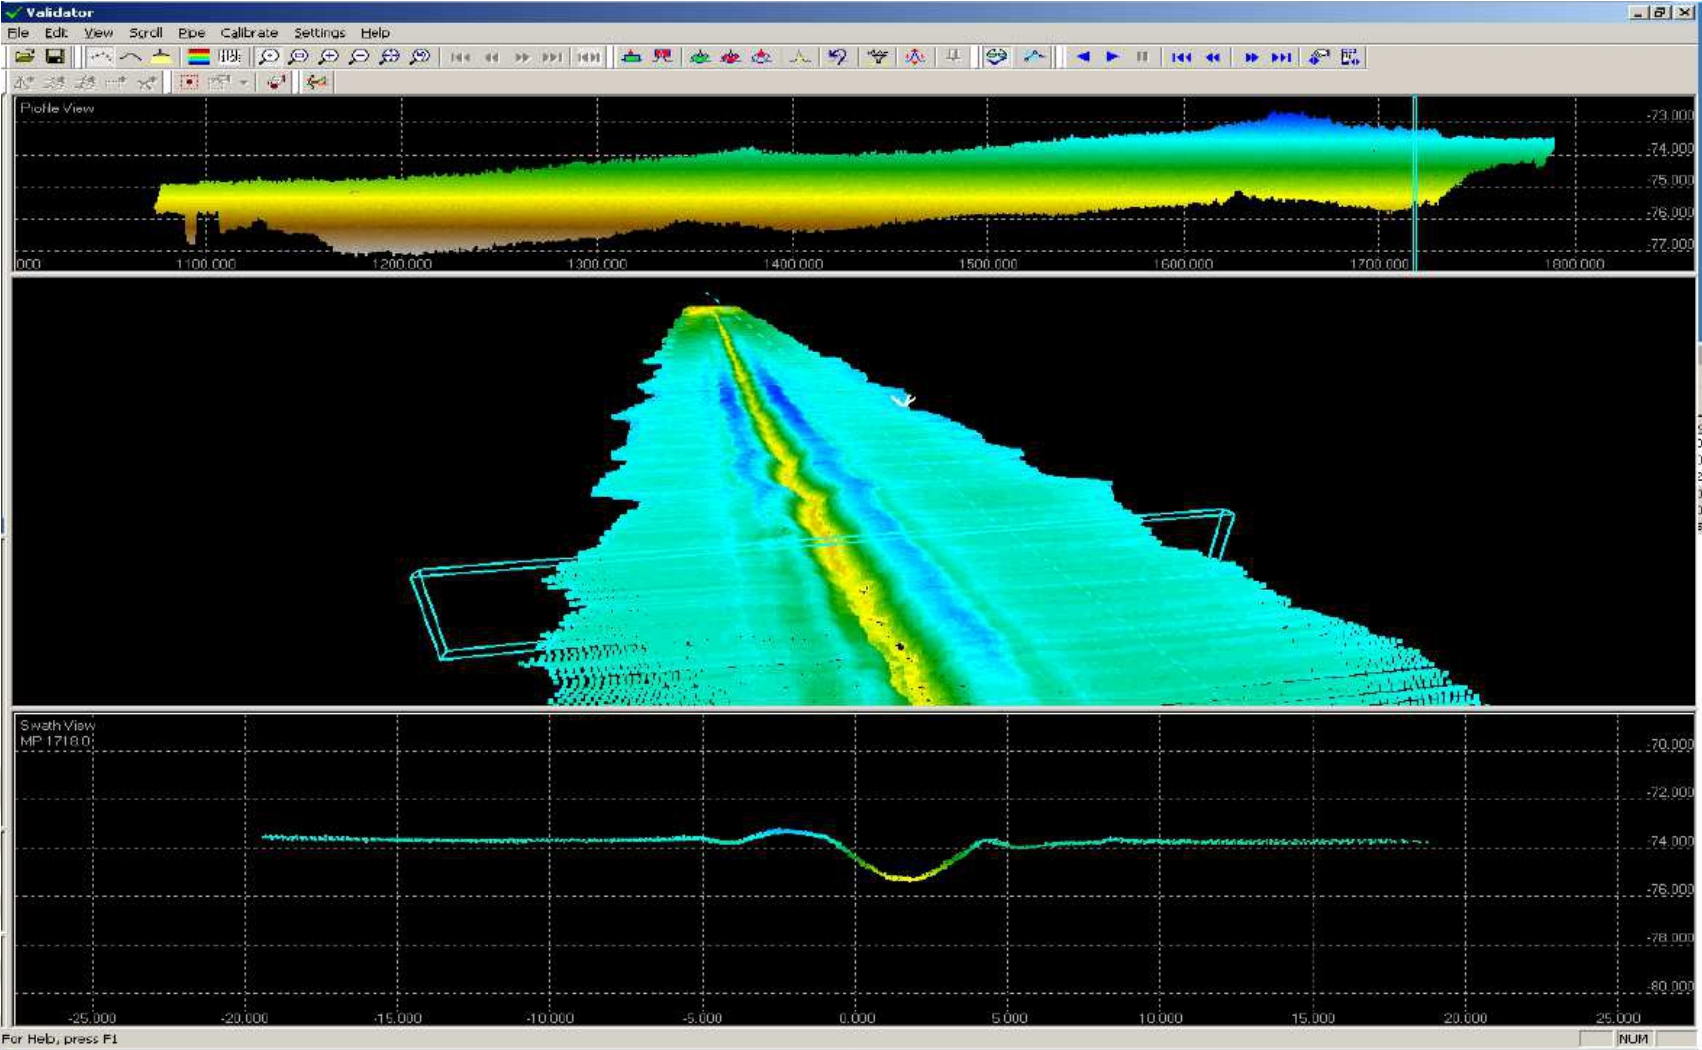 Validator
File Edit View Scroll Pipe Calibrate Settings Help
Profile View
-73.000
-74.000
-75.000
-76.000
-77.000
000 1100.000 1200.000 1300.000 1400.000 1500.000 1600.000 1700.000 1800.000
Swath View
MP 1718.0
-70.000
-72.000
-74.000
-76.000
-78.000
-80.000
-25.000 -20.000 -15.000 -10.000 -5.000 0.000 5.000 10.000 15.000 20.000 25.000
For Help, press F1 NUM